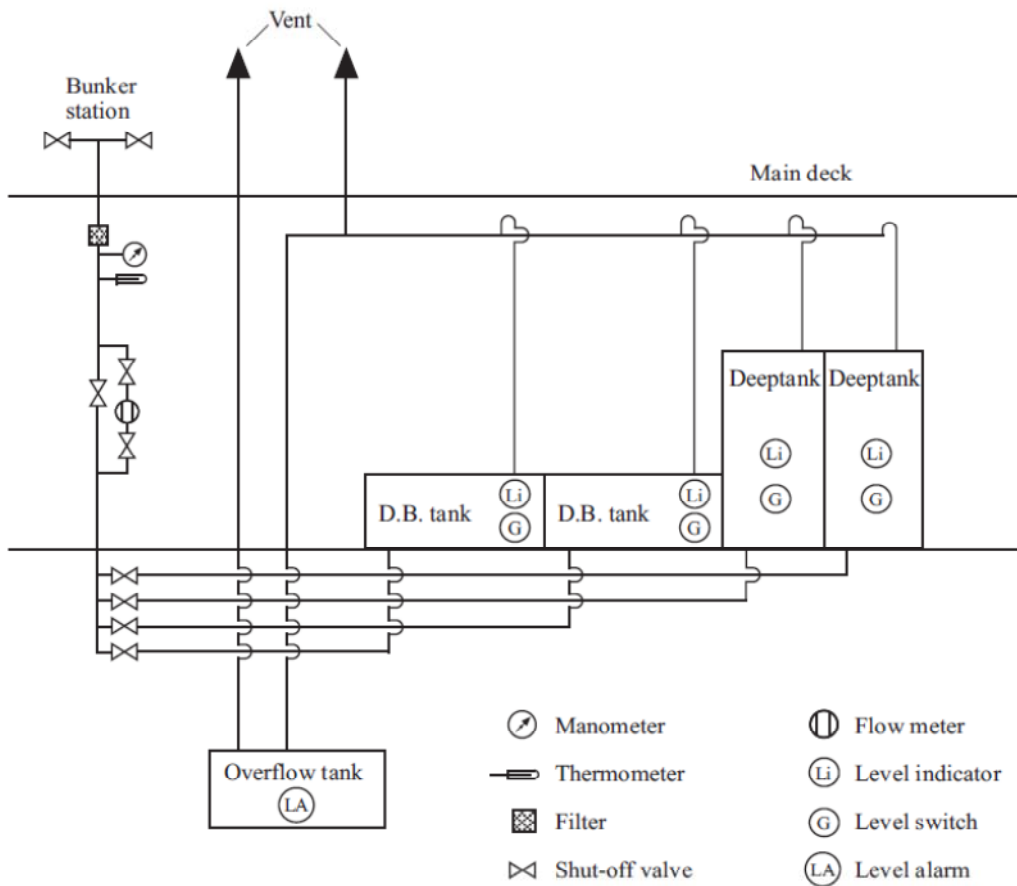 Vent
Bunker
station
Main deck
Deeptank Deeptank
Li Li
G G
Li Li
D.B. tank D.B. tank
G G
Overflow tank
LA
Manometer
Flow meter
Thermometer
Li Level indicator
Filter
G Level switch
Shut-off valve
LA Level alarm